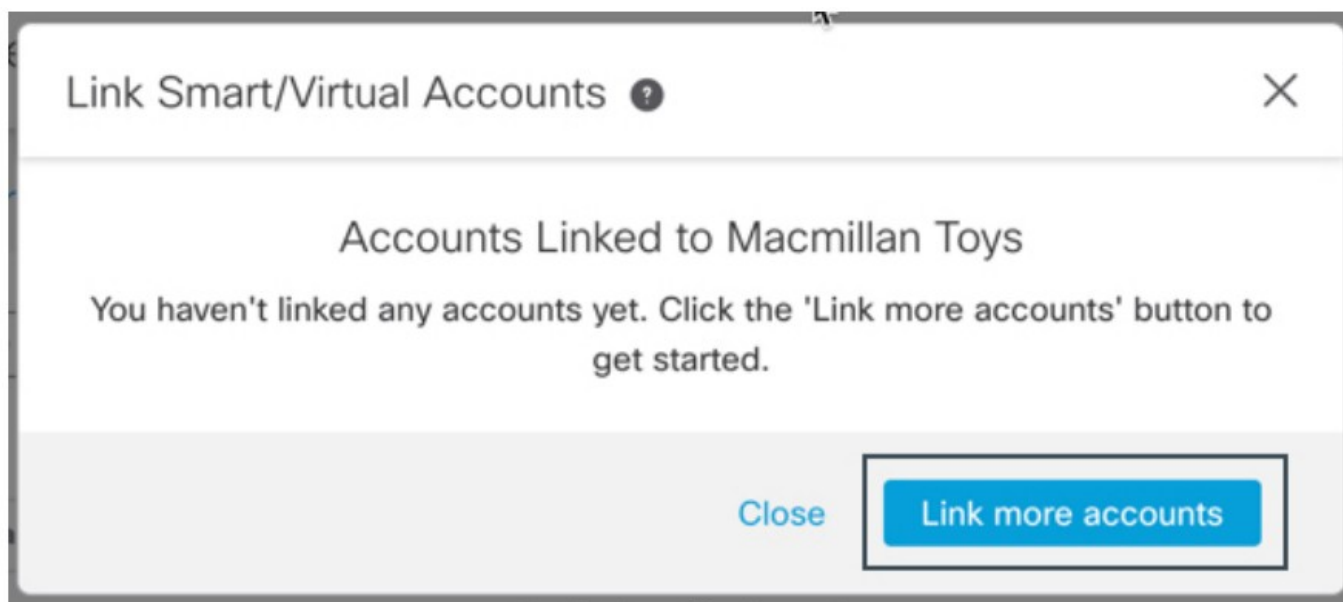 Link Smart/Virtual Accounts ?
Accounts Linked to Macmillan Toys
You haven't linked any accounts yet. Click the 'Link more accounts' button to
get started.
Close
Link more accounts